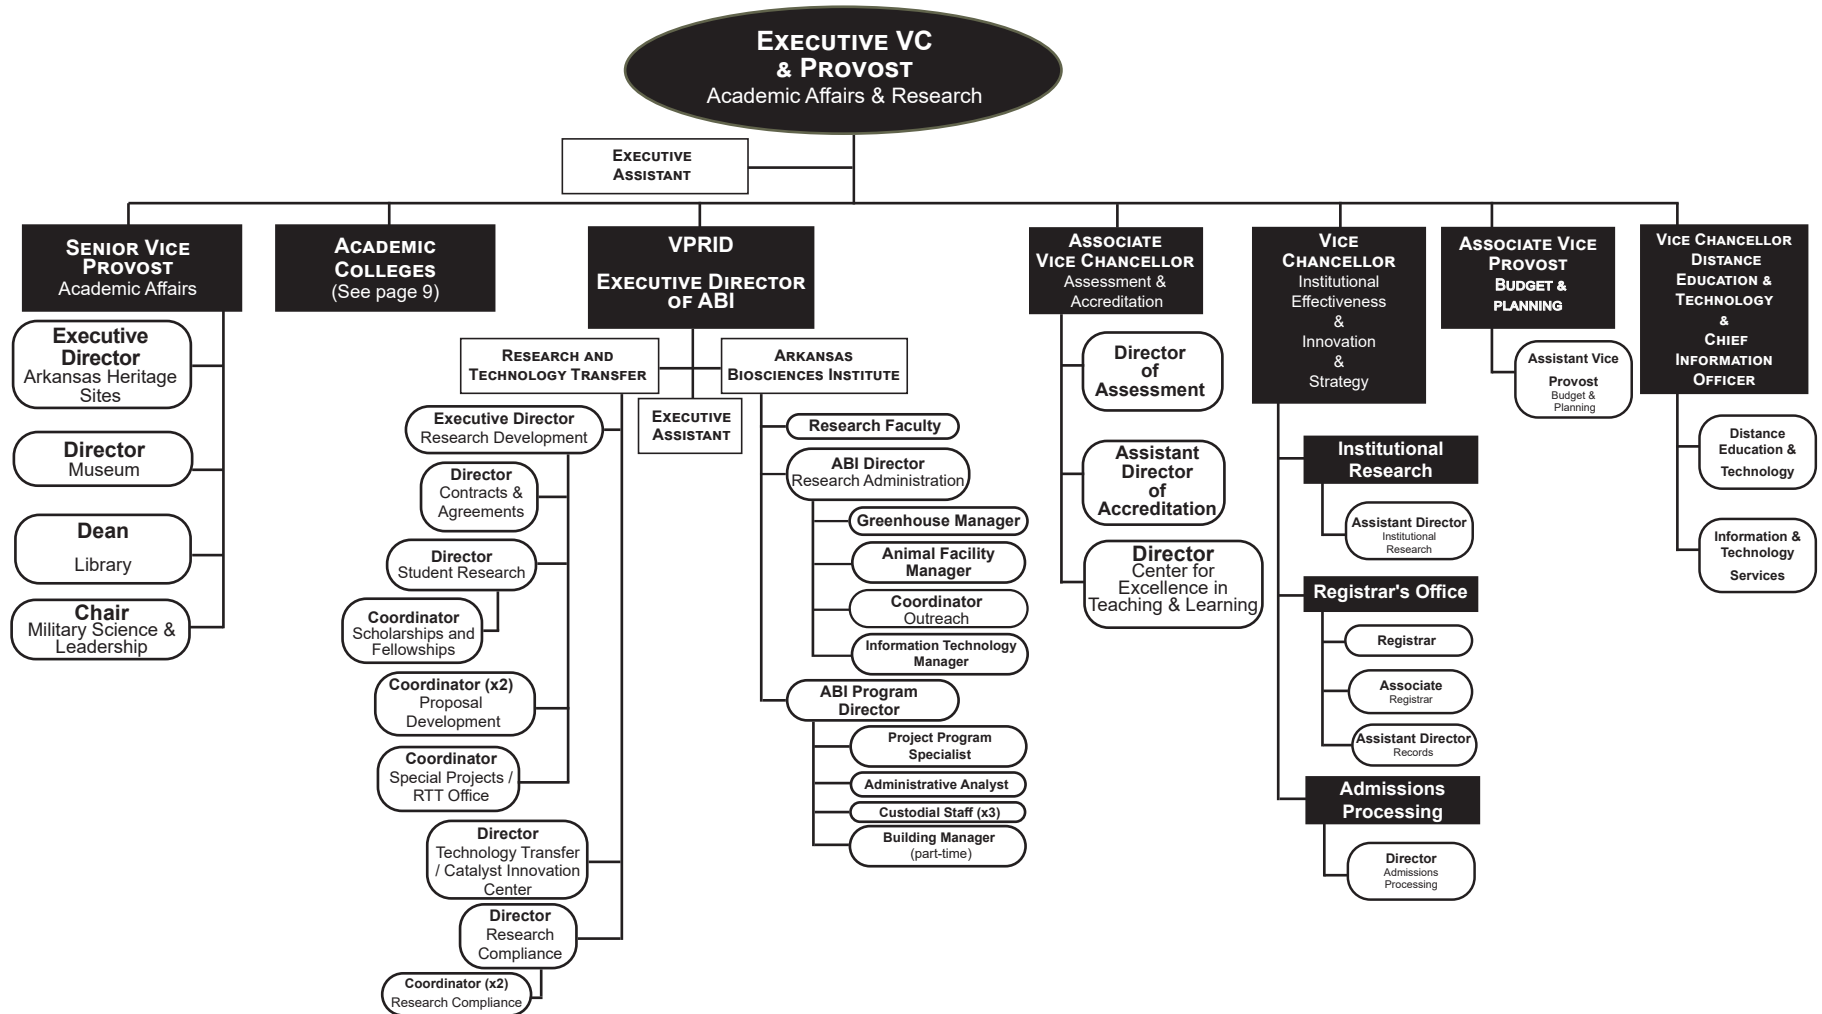 EXECUTIVE VC
& PROVOST
Academic Affairs & Research
EXECUTIVE
ASSISTANT
SENIOR VICE
PROVOST
Academic Affairs
Executive
Director
Arkansas Heritage
Sites
Director
Museum
Dean
Library
Chair
Military Science &
Leadership
ACADEMIC
COLLEGES
(See page 9)
VPRID
EXECUTIVE DIRECTOR
OF ABI
RESEARCH AND
TECHNOLOGY TRANSFER
ARKANSAS
BIOSCIENCES INSTITUTE
EXECUTIVE
ASSISTANT
Executive Director
Research Development
Director
Contracts &
Agreements
Director
Student Research
Coordinator
Scholarships and
Fellowships
Coordinator (x2)
Proposal
Development
Coordinator
Special Projects /
RTT Office
Director
Technology Transfer
/ Catalyst Innovation
Center
Director
Research
Compliance
Coordinator (x2)
Research Compliance
Research Faculty
ABI Director
Research Administration
Greenhouse Manager
Animal Facility
Manager
Coordinator
Outreach
Information Technology
Manager
ABI Program
Director
Project Program
Specialist
Administrative Analyst
Custodial Staff (x3)
Building Manager
(part-time)
ASSOCIATE
VICE CHANCELLOR
Assessment &
Accreditation
Director
of
Assessment
Assistant
Director
of
Accreditation
Director
Center for
Excellence in
Teaching & Learning
VICE
CHANCELLOR
Institutional
Effectiveness
&
Innovation
&
Strategy
Institutional
Research
Assistant Director
Institutional
Research
Registrar's Office
Registrar
Associate
Registrar
Assistant Director
Records
Admissions
Processing
Director
Admissions
Processing
ASSOCIATE VICE
PROVOST
BUDGET &
PLANNING
Assistant Vice
Provost
Budget &
Planning
VICE CHANCELLOR
DISTANCE
EDUCATION &
TECHNOLOGY
&
CHIEF
INFORMATION
OFFICER
Distance
Education &
Technology
Information &
Technology
Services